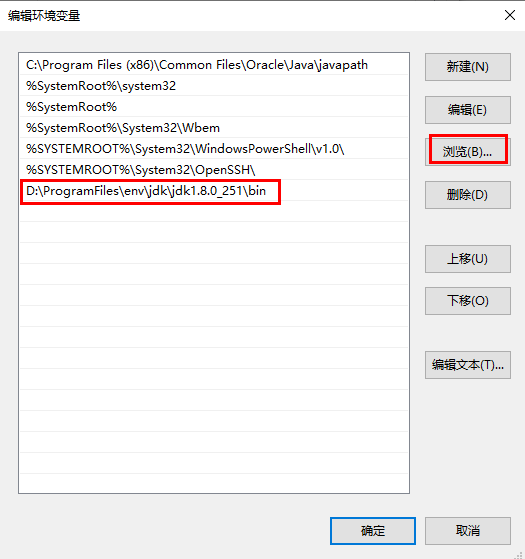 编辑环境变量
C:\Program Files (x86)\Common Files\Oracle\Java\javapath
%SystemRoot%\system32
%SystemRoot%
%SystemRoot%\System32\Wbem
%SYSTEMROOT%\System32\WindowsPowerShell\v1.0\
%SYSTEMROOT%\System32\OpenSSH\
D:\ProgramFiles\env\jdk\jdk1.8.0_251\bin
新建(N)
编辑(E)
浏览(B)...
删除(D)
上移(U)
下移(O)
编辑文本(T)...
确定
取消